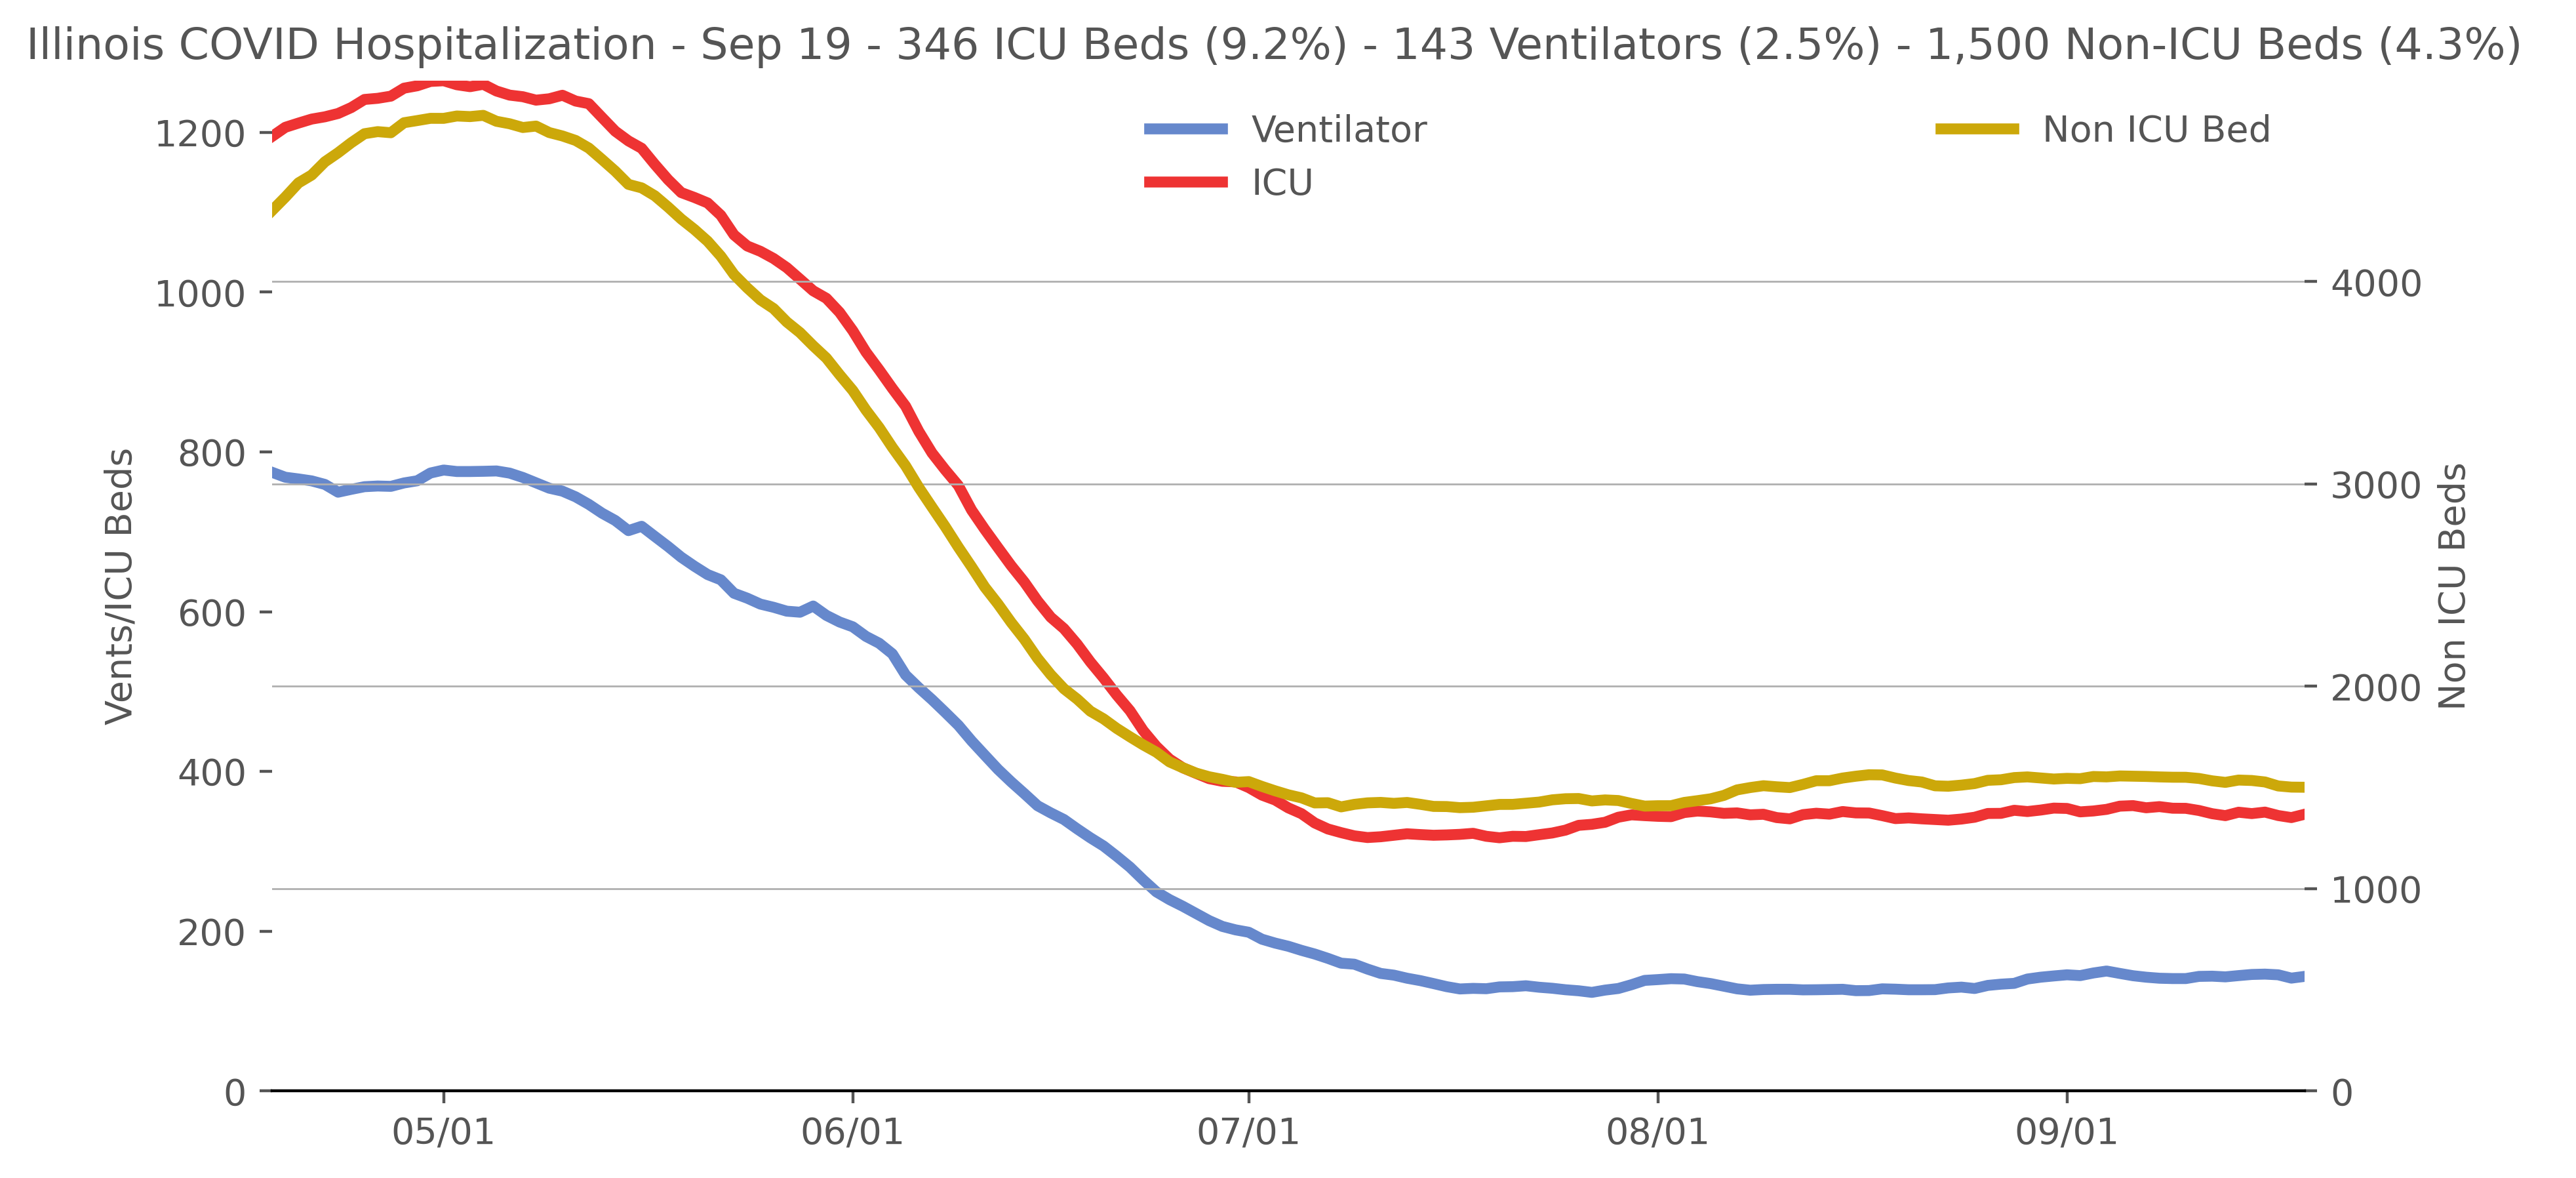 Illinois COVID Hospitalization - Sep 19 - 346 ICU Beds (9.2%) - 143 Ventilators (2.5%) - 1,500 Non-ICU Beds (4.3%)
Ventilator
ICU
Non ICU Bed
Vents/ICU Beds
1200
1000
800
600
400
200
0
4000
3000
2000
1000
0
Non ICU Beds
05/01
06/01
07/01
08/01
09/01